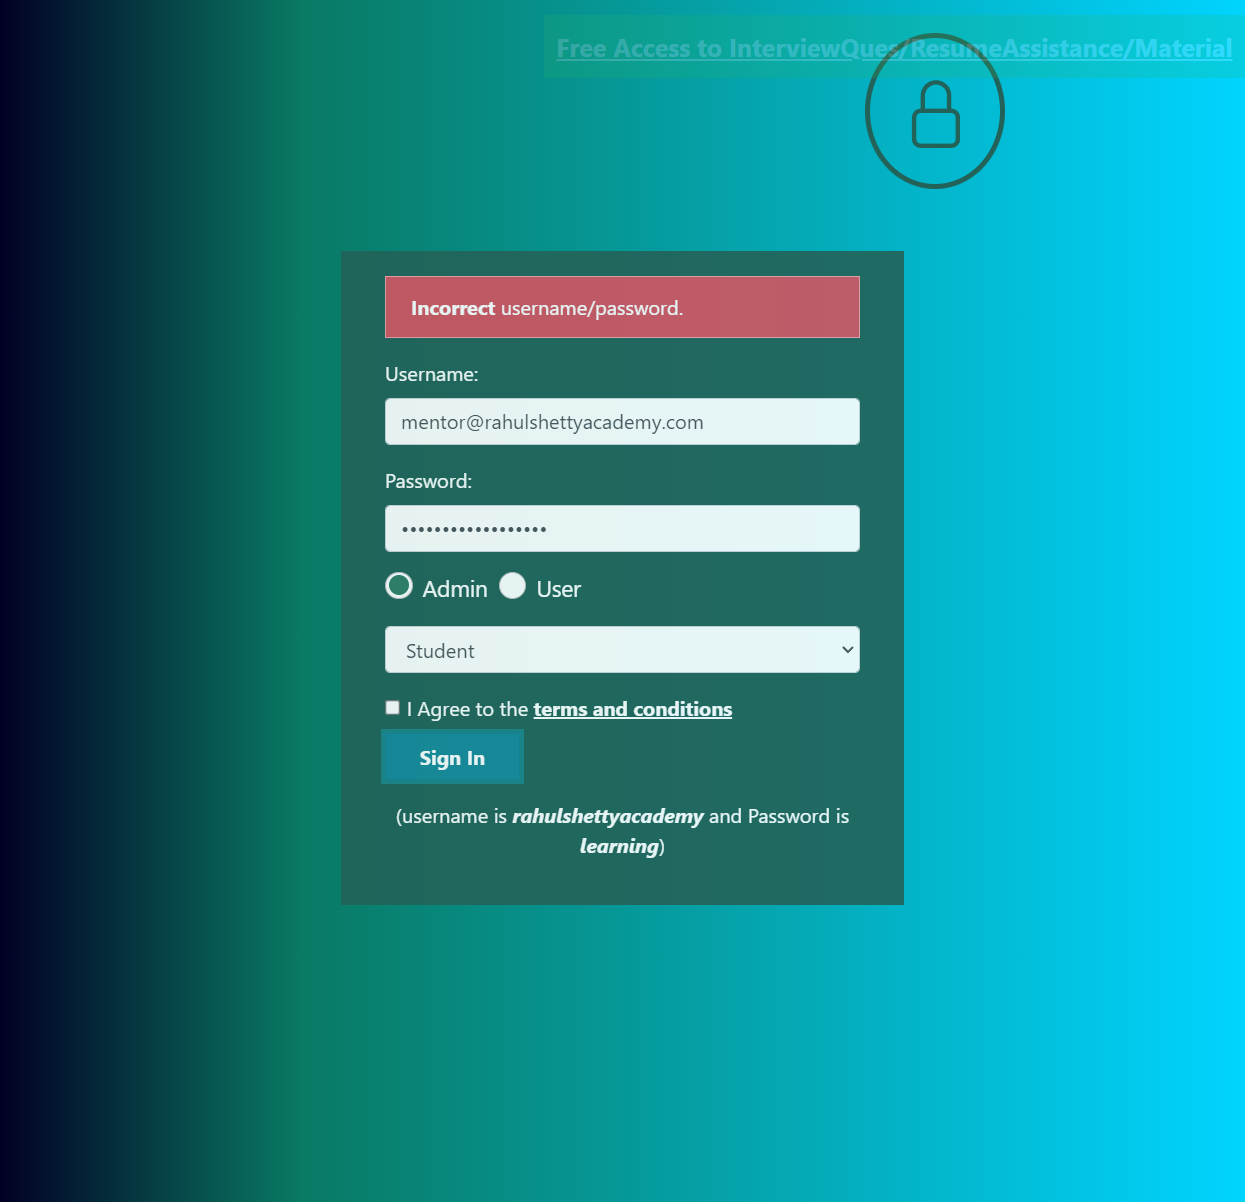 Free Access to InterviewQues/ResumeAssistance/Material
Incorrect username/password.
Username:
mentor@rahulshettyacademy.com
Password:
••••••••••••••••••
Admin User
Student
I Agree to the terms and conditions
Sign In
(username is rahulshettyacademy and Password is
learning)